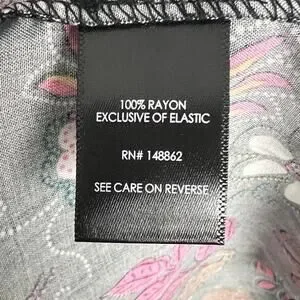 100% RAYON
EXCLUSIVE OF ELASTIC
RN# 148862
SEE CARE ON REVERSE